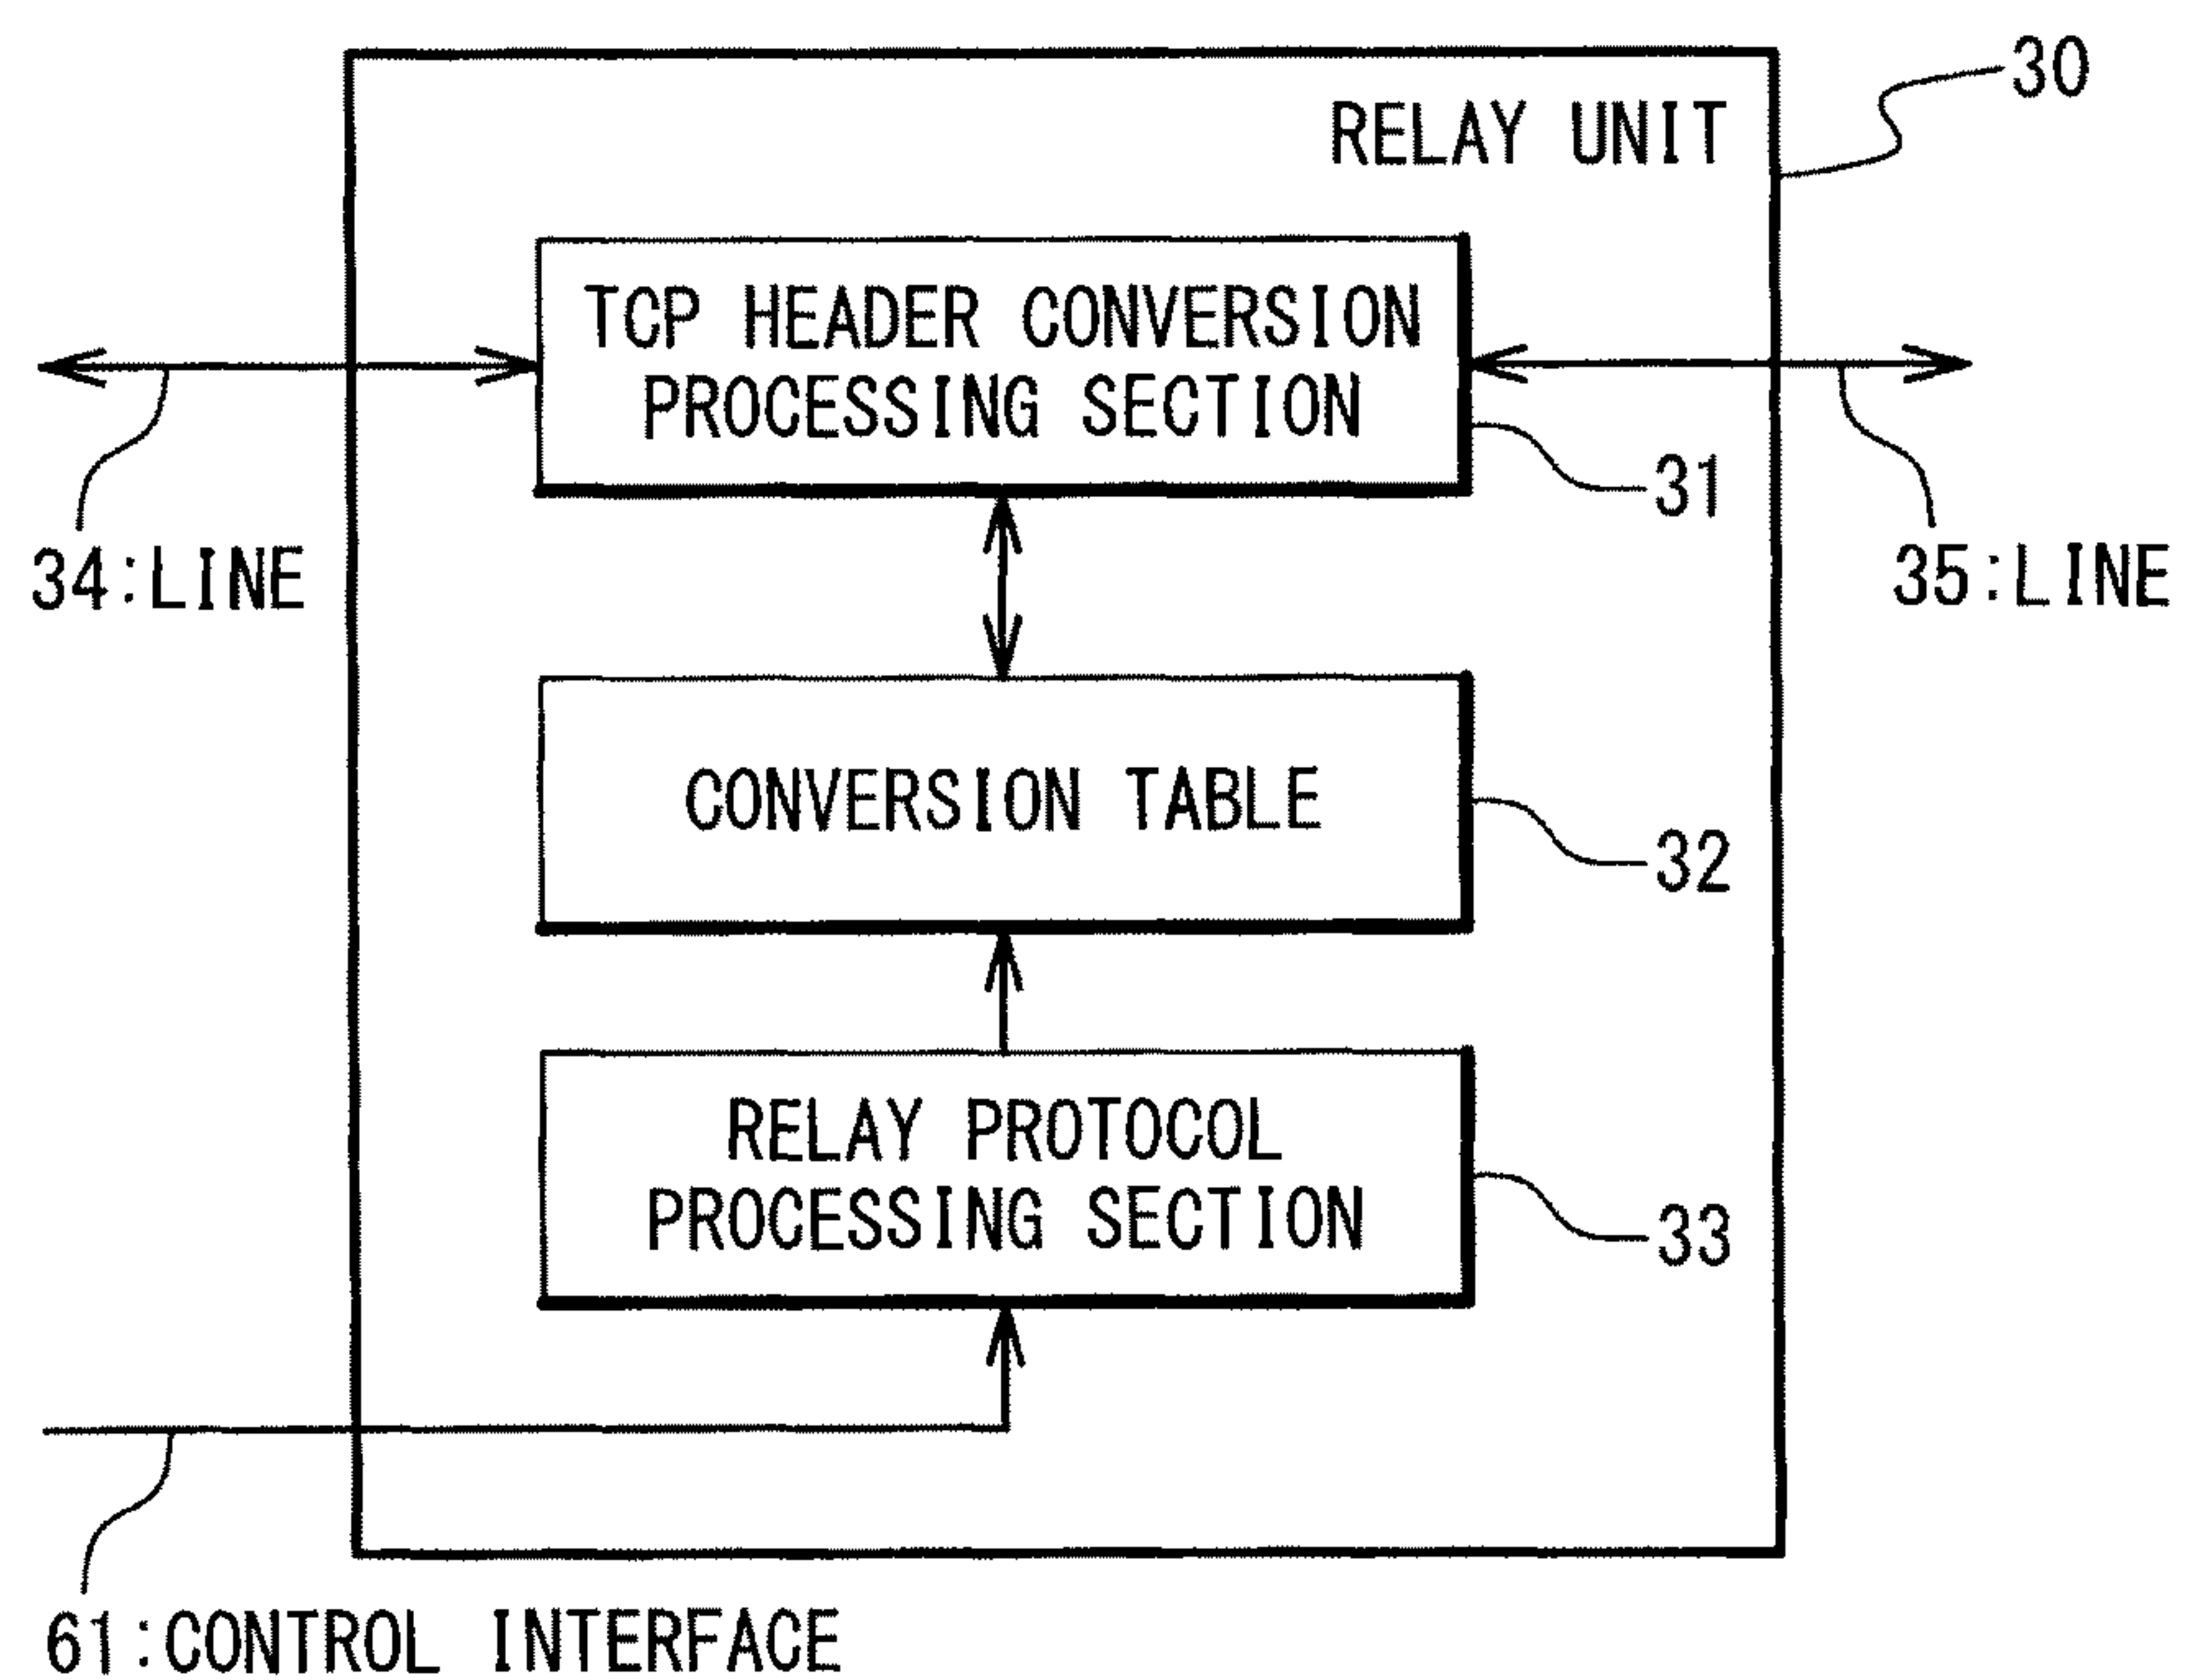 30
RELAY UNIT
TCP HEADER CONVERSION
PROCESSING SECTION
31
34:LINE
35:LINE
CONVERSION TABLE
32
RELAY PROTOCOL
PROCESSING SECTION
33
61:CONTROL INTERFACE